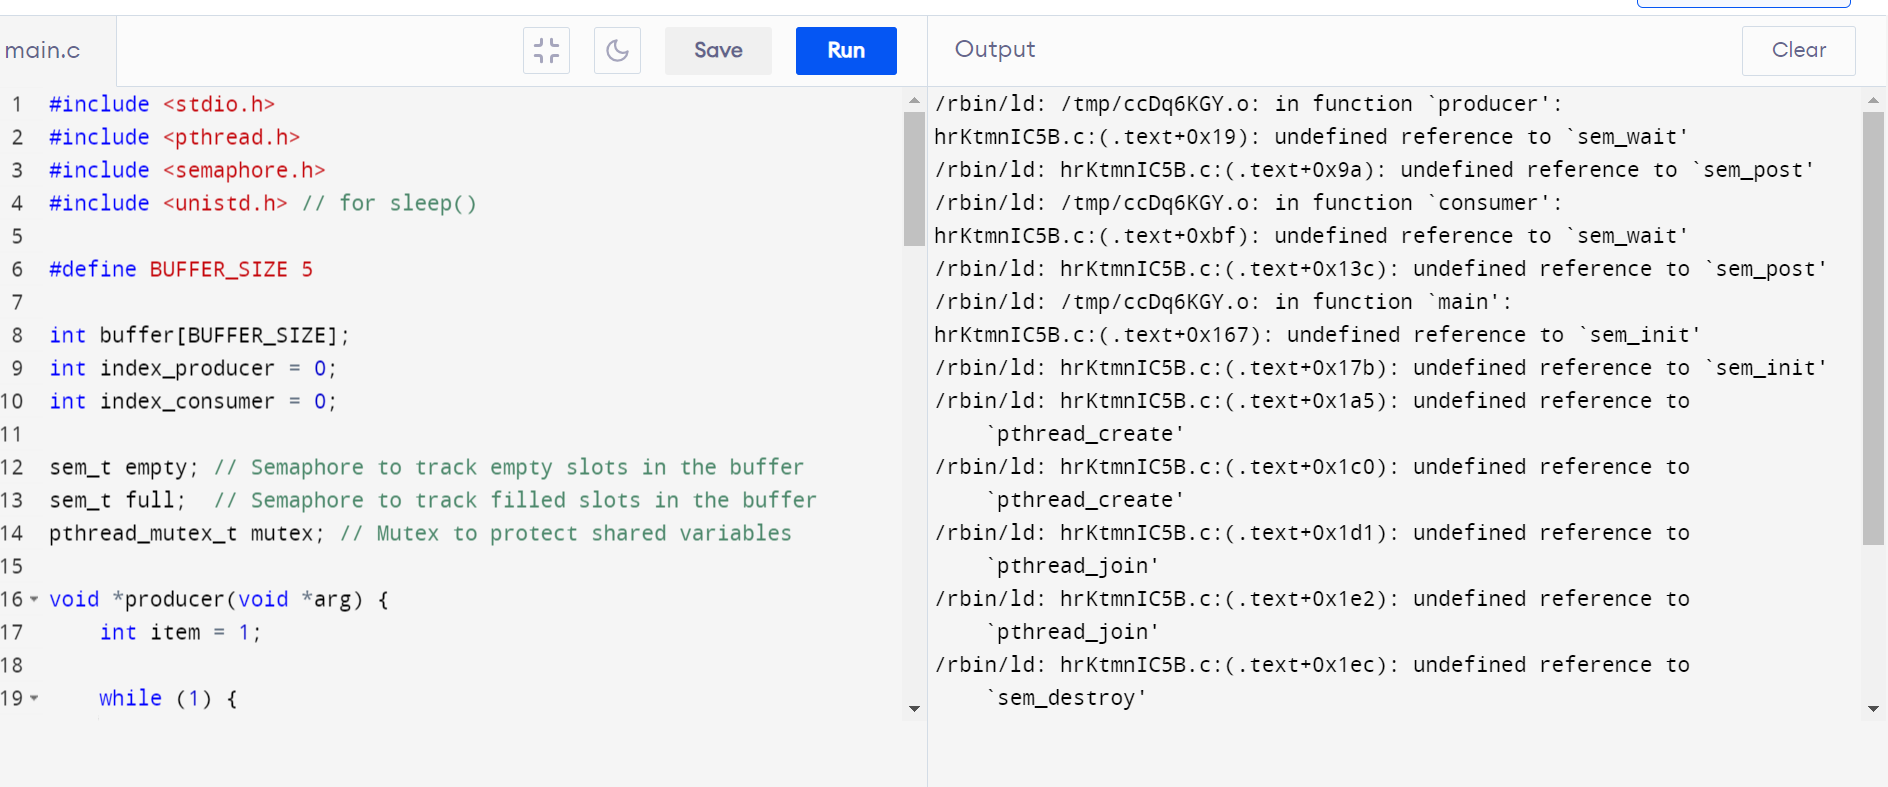 main.c
Save
Run
Output
Clear
1 #include <stdio.h>
2 #include <pthread.h>
3 #include <semaphore.h>
4 #include <unistd.h> // for sleep()
5
6 #define BUFFER_SIZE 5
7
8 int buffer[BUFFER_SIZE];
9 int index_producer = 0;
10 int index_consumer = 0;
11
12 sem_t empty; // Semaphore to track empty slots in the buffer
13 sem_t full;  // Semaphore to track filled slots in the buffer
14 pthread_mutex_t mutex; // Mutex to protect shared variables
15
16 void *producer(void *arg) {
17     int item = 1;
18
19     while (1) {
/rbin/ld: /tmp/ccDq6KGY.o: in function `producer':
hrKtmnIC5B.c:(.text+0x19): undefined reference to `sem_wait'
/rbin/ld: hrKtmnIC5B.c:(.text+0x9a): undefined reference to `sem_post'
/rbin/ld: /tmp/ccDq6KGY.o: in function `consumer':
hrKtmnIC5B.c:(.text+0xbf): undefined reference to `sem_wait'
/rbin/ld: hrKtmnIC5B.c:(.text+0x13c): undefined reference to `sem_post'
/rbin/ld: /tmp/ccDq6KGY.o: in function `main':
hrKtmnIC5B.c:(.text+0x167): undefined reference to `sem_init'
/rbin/ld: hrKtmnIC5B.c:(.text+0x17b): undefined reference to `sem_init'
/rbin/ld: hrKtmnIC5B.c:(.text+0x1a5): undefined reference to
`pthread_create'
/rbin/ld: hrKtmnIC5B.c:(.text+0x1c0): undefined reference to
`pthread_create'
/rbin/ld: hrKtmnIC5B.c:(.text+0x1d1): undefined reference to
`pthread_join'
/rbin/ld: hrKtmnIC5B.c:(.text+0x1e2): undefined reference to
`pthread_join'
/rbin/ld: hrKtmnIC5B.c:(.text+0x1ec): undefined reference to
`sem_destroy'